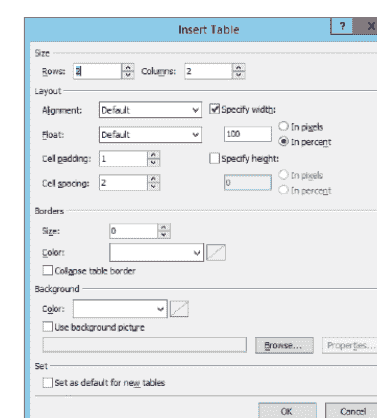 Insert Table ? X
Size
Rows: 2 Columns: 2
Layout
Alignment: Default Specify width:
Float: Default 100 In pixels
In percent
Cell padding: 1 Specify height:
Cell spacing: 2 0 In pixels
In percent
Borders
Size: 0
Color:
Collapse table border
Background
Color:
Use background picture
Browse... Properties...
Set
Set as default for new tables
OK Cancel